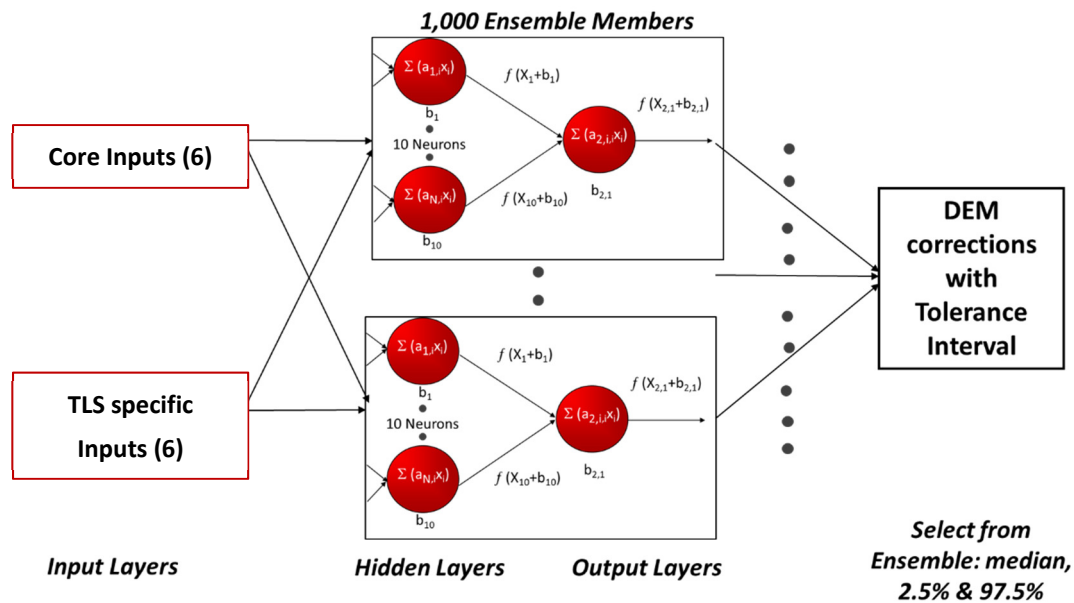 1,000 Ensemble Members
Σ (a1,ixi)
f (X1+b1)
b1
10 Neurons
Σ (a2,i,ixi)
f (X2,1+b2,1)
b2,1
Σ (aN,ixi)
f (X10+b10)
b10
Core Inputs (6)
TLS specific
Inputs (6)
Σ (a1,ixi)
f (X1+b1)
b1
10 Neurons
Σ (a2,i,ixi)
f (X2,1+b2,1)
b2,1
Σ (aN,ixi)
f (X10+b10)
b10
DEM
corrections
with
Tolerance
Interval
Input Layers
Hidden Layers
Output Layers
Select from
Ensemble: median,
2.5% & 97.5%